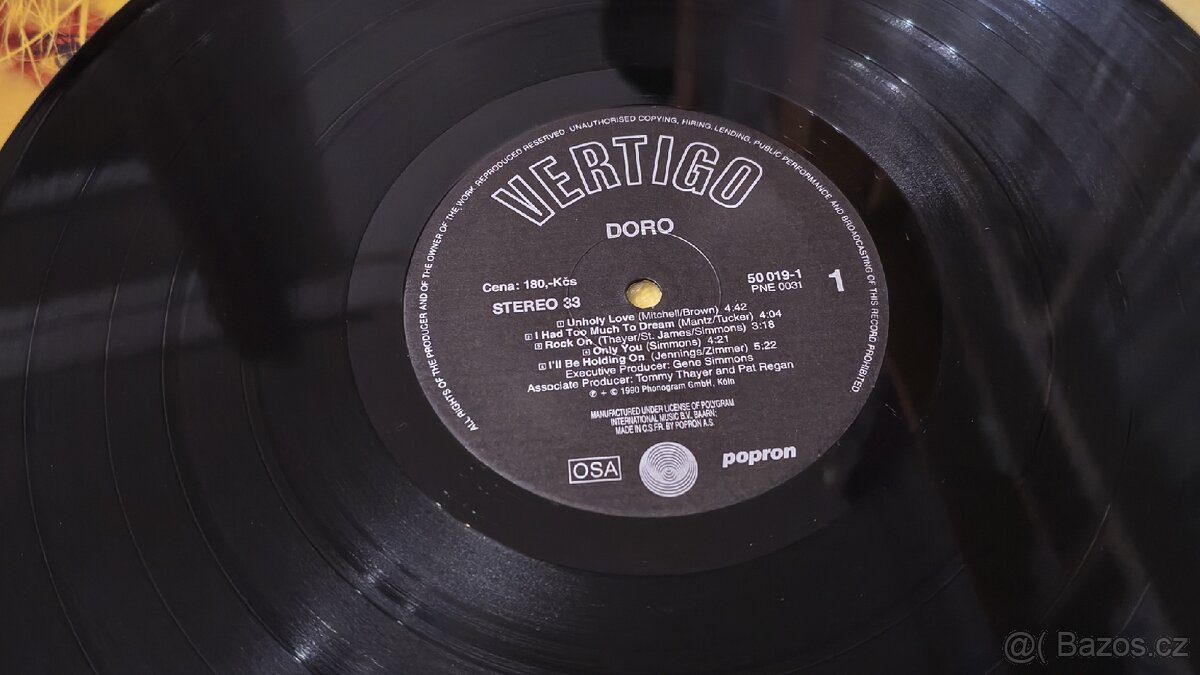 ALL RIGHTS OF THE PRODUCER AND OF THE OWNER OF THE WORK REPRODUCED RESERVED UNAUTHORISED COPYING, HIRING, LENDING, PUBLIC PERFORMANCE AND BROADCASTING OF THIS RECORD PROHIBITED
VERTIGO
DORO
Cena: 180,-Kčs
50 019-1
STEREO 33
PNE 0031
1
1 Unholy Love (Mitchell/Brown) 4:42
2 I Had Too Much To Dream (Mantz/Tucker) 4:04
3 Rock On (Thayer/St. James/Simmons) 3:18
4 Only You (Simmons) 4:21
5 I'll Be Holding On (Jennings/Zimmer) 5:22
Executive Producer: Gene Simmons
Associate Producer: Tommy Thayer and Pat Regan
℗ + © 1990 Phonogram GmbH, Köln
MANUFACTURED UNDER LICENSE OF POLYGRAM
INTERNATIONAL MUSIC B.V. BAARN;
MADE IN C.S.F.R. BY POPRON A.S.
OSA
popron
@( Bazos.cz